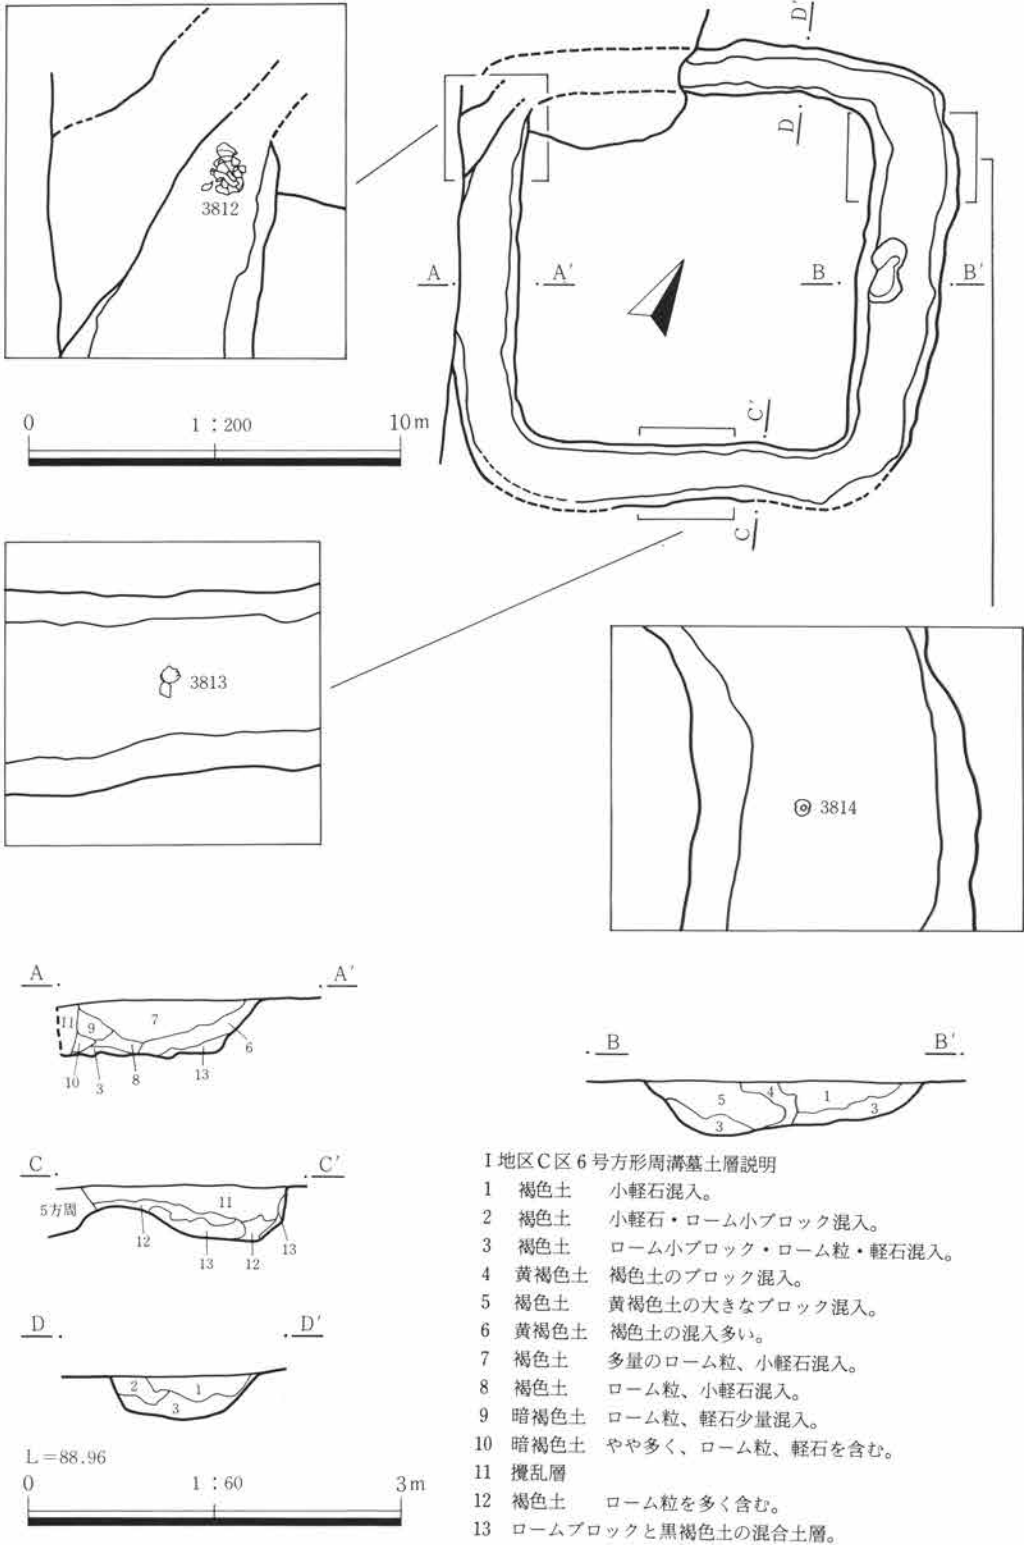 3812
D'
D
A
A'
B
B'
0
1：200
10m
C'
C
3813
3814
A
A'
11
9
7
6
10
3
8
13
B
B'
5
4
1
3
3
C
C'
5方周
11
12
13
12
13
D
D'
2
1
3
L=88.96
0
1：60
3m
I地区C区6号方形周溝墓土層説明
1 褐色土 小軽石混入。
2 褐色土 小軽石・ローム小ブロック混入。
3 褐色土 ローム小ブロック・ローム粒・軽石混入。
4 黄褐色土 褐色土のブロック混入。
5 褐色土 黄褐色土の大きなブロック混入。
6 黄褐色土 褐色土の混入多い。
7 褐色土 多量のローム粒、小軽石混入。
8 褐色土 ローム粒、小軽石混入。
9 暗褐色土 ローム粒、軽石少量混入。
10 暗褐色土 やや多く、ローム粒、軽石を含む。
11 攪乱層
12 褐色土 ローム粒を多く含む。
13 ロームブロックと黒褐色土の混合土層。